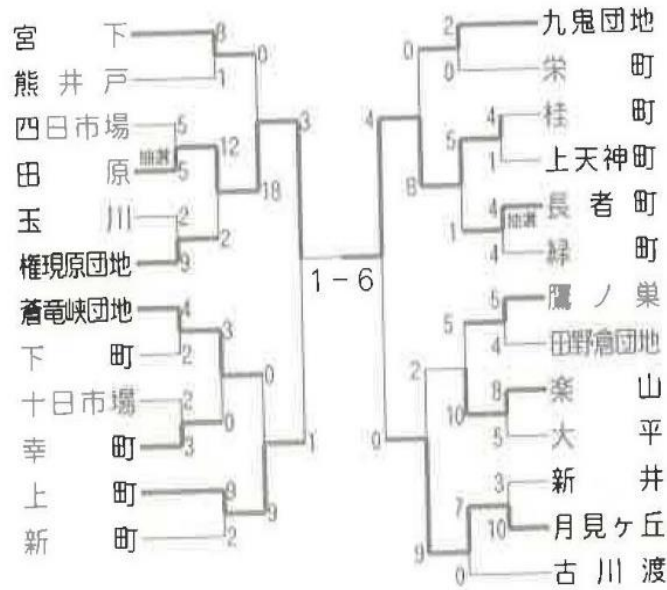 宮下
熊井戸
四日市場
田原
玉川
権現原団地
蒼竜峡団地
下町
十日市場
幸町
上町
新町
8
1
5
抽選
5
2
9
4
2
2
3
9
2
0
12
2
3
0
18
0
9
3
1
1-6
4
0
0
8
2
9
5
1
5
10
7
0
2
0
4
1
4
抽選
4
6
4
8
5
3
10
九鬼団地
栄町
桂町
上天神町
長者町
緑町
鷹ノ巣
田野倉団地
楽山
大平
新井
月見ヶ丘
古川渡